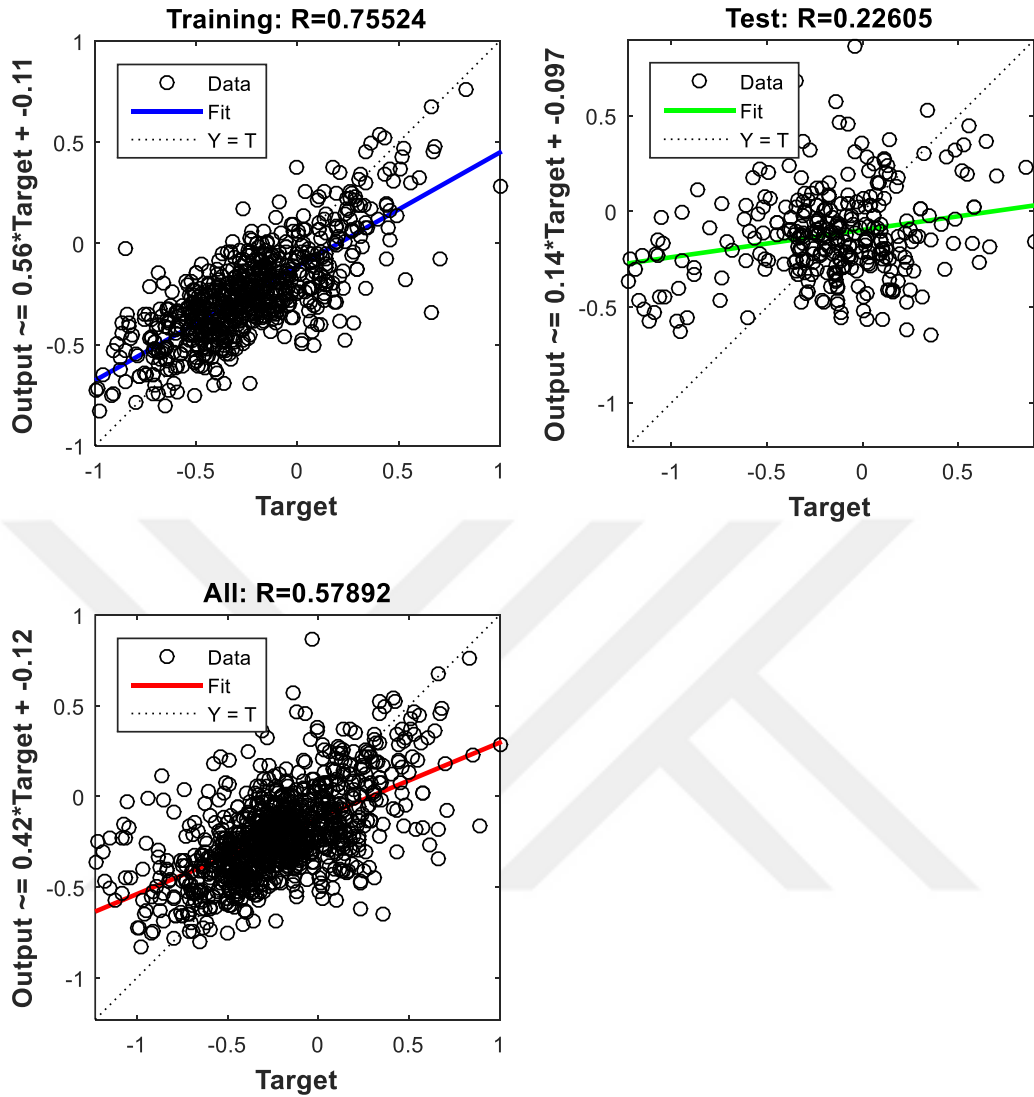 Training: R=0.75524
Output ~= 0.56*Target + -0.11
1
0.5
0
-0.5
-1
Data
Fit
Y = T
-1
-0.5
0
0.5
1
Target
Test: R=0.22605
Output ~= 0.14*Target + -0.097
0.5
0
-0.5
-1
Data
Fit
Y = T
-1
-0.5
0
0.5
Target
All: R=0.57892
Output ~= 0.42*Target + -0.12
1
0.5
0
-0.5
-1
Data
Fit
Y = T
-1
-0.5
0
0.5
1
Target